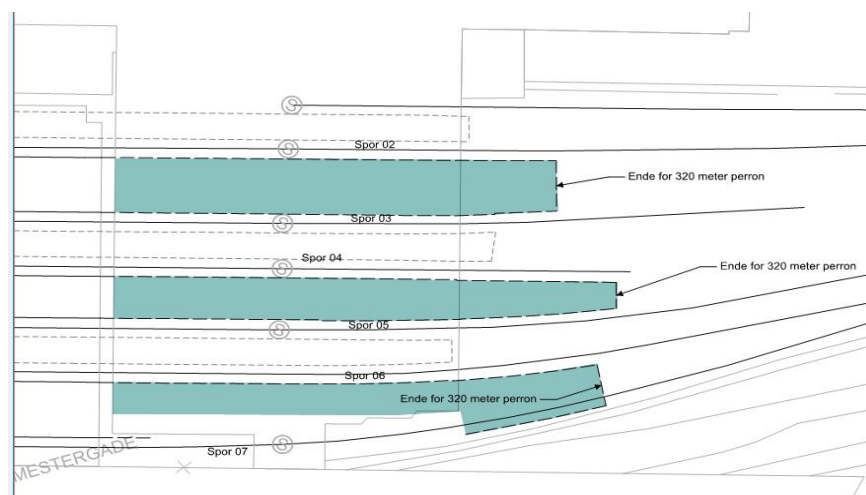 S
S
Spor 02
Ende for 320 meter perron
Spor 03
S
Spor 04
S
Ende for 320 meter perron
Spor 05
S
Spor 06
Ende for 320 meter perron
S
Spor 07
MESTERGADE